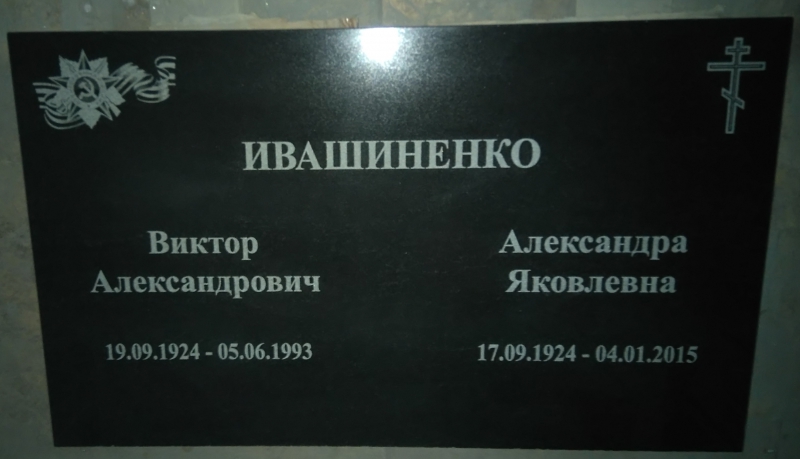 ИВАШИНЕНКО
Виктор
Александрович
19.09.1924 - 05.06.1993
Александра
Яковлевна
17.09.1924 - 04.01.2015